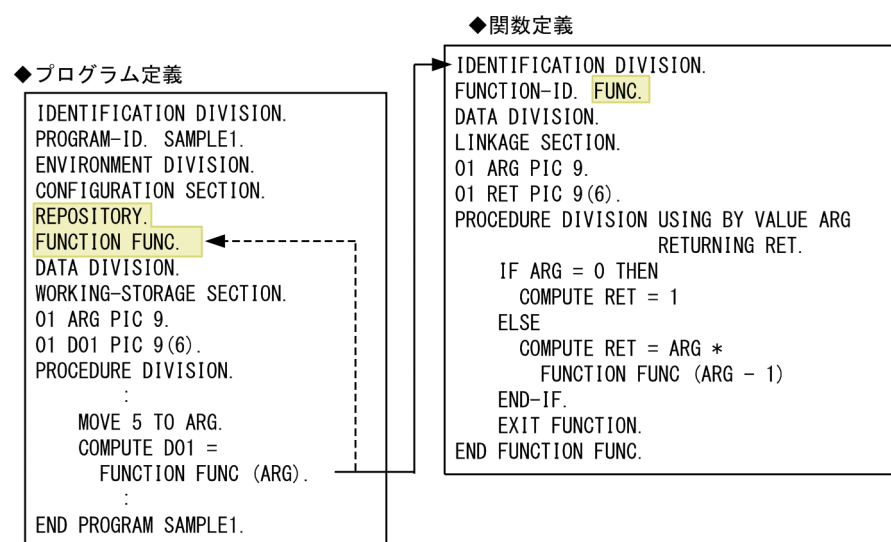 ◆プログラム定義
IDENTIFICATION DIVISION.
PROGRAM-ID. SAMPLE1.
ENVIRONMENT DIVISION.
CONFIGURATION SECTION.
REPOSITORY.
FUNCTION FUNC.
DATA DIVISION.
WORKING-STORAGE SECTION.
01 ARG PIC 9.
01 DO1 PIC 9(6).
PROCEDURE DIVISION.
:
MOVE 5 TO ARG.
COMPUTE DO1 =
FUNCTION FUNC (ARG).
:
END PROGRAM SAMPLE1.
◆関数定義
IDENTIFICATION DIVISION.
FUNCTION-ID. FUNC.
DATA DIVISION.
LINKAGE SECTION.
01 ARG PIC 9.
01 RET PIC 9(6).
PROCEDURE DIVISION USING BY VALUE ARG
RETURNING RET.
IF ARG = 0 THEN
COMPUTE RET = 1
ELSE
COMPUTE RET = ARG *
FUNCTION FUNC (ARG - 1)
END-IF.
EXIT FUNCTION.
END FUNCTION FUNC.